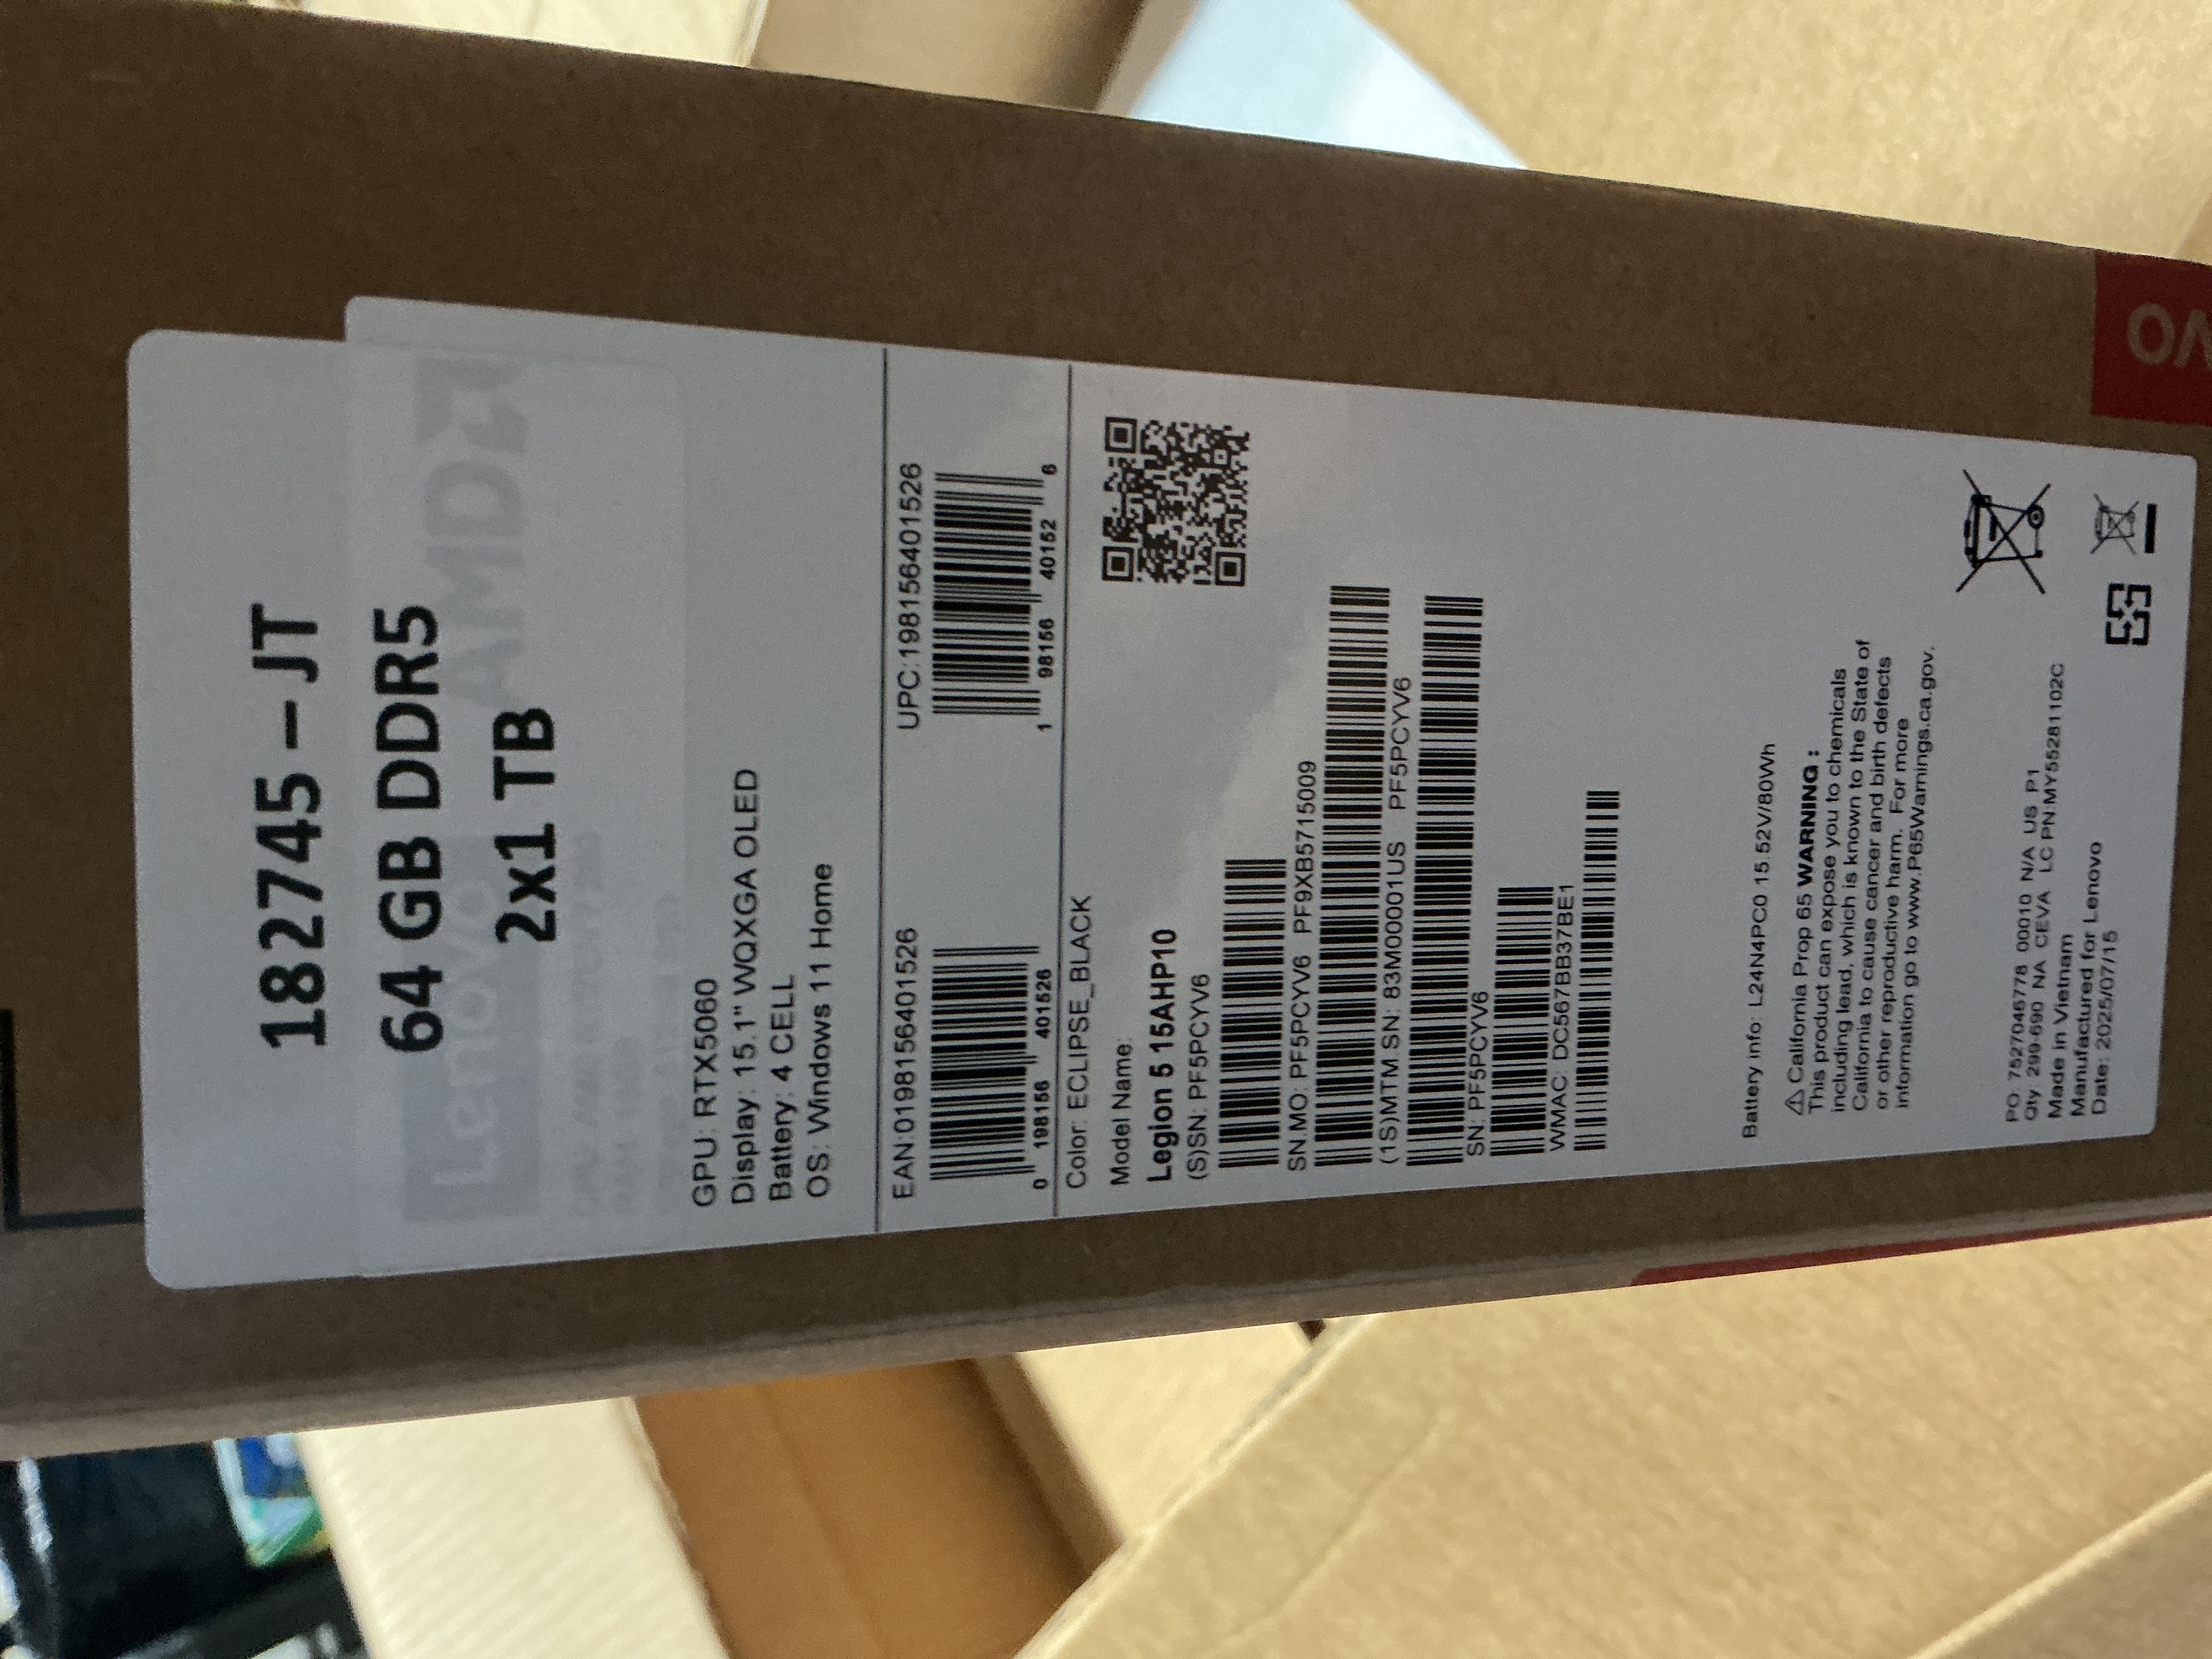 182745 – JT
64 GB DDR5
2x1 TB
Lenovo
AMD
GPU: RTX5060
Display: 15.1" WQXGA OLED
Battery: 4 CELL
OS: Windows 11 Home
EAN:0198156401526
UPC:198156401526
0 198156 401526
1 98156 40152 6
Color: ECLIPSE_BLACK
Model Name:
Legion 5 15AHP10
(S)SN: PF5PCYV6
SN.MO: PF5PCYV6 PF9XB5715009
(1S)MTM SN: 83M00001US PF5PCYV6
SN: PF5PCYV6
WMAC: DC567BB37BE1
Battery info: L24N4PC0 15.52V/80Wh
⚠ California Prop 65 WARNING :
This product can expose you to chemicals
including lead, which is known to the State of
California to cause cancer and birth defects
or other reproductive harm. For more
information go to www.P65Warnings.ca.gov.
PO: 7527046778 00010 N/A US P1
Qty: 299-690 NA CEVA LC PN:MY55281102C
Made in Vietnam
Manufactured for Lenovo
Date: 2025/07/15